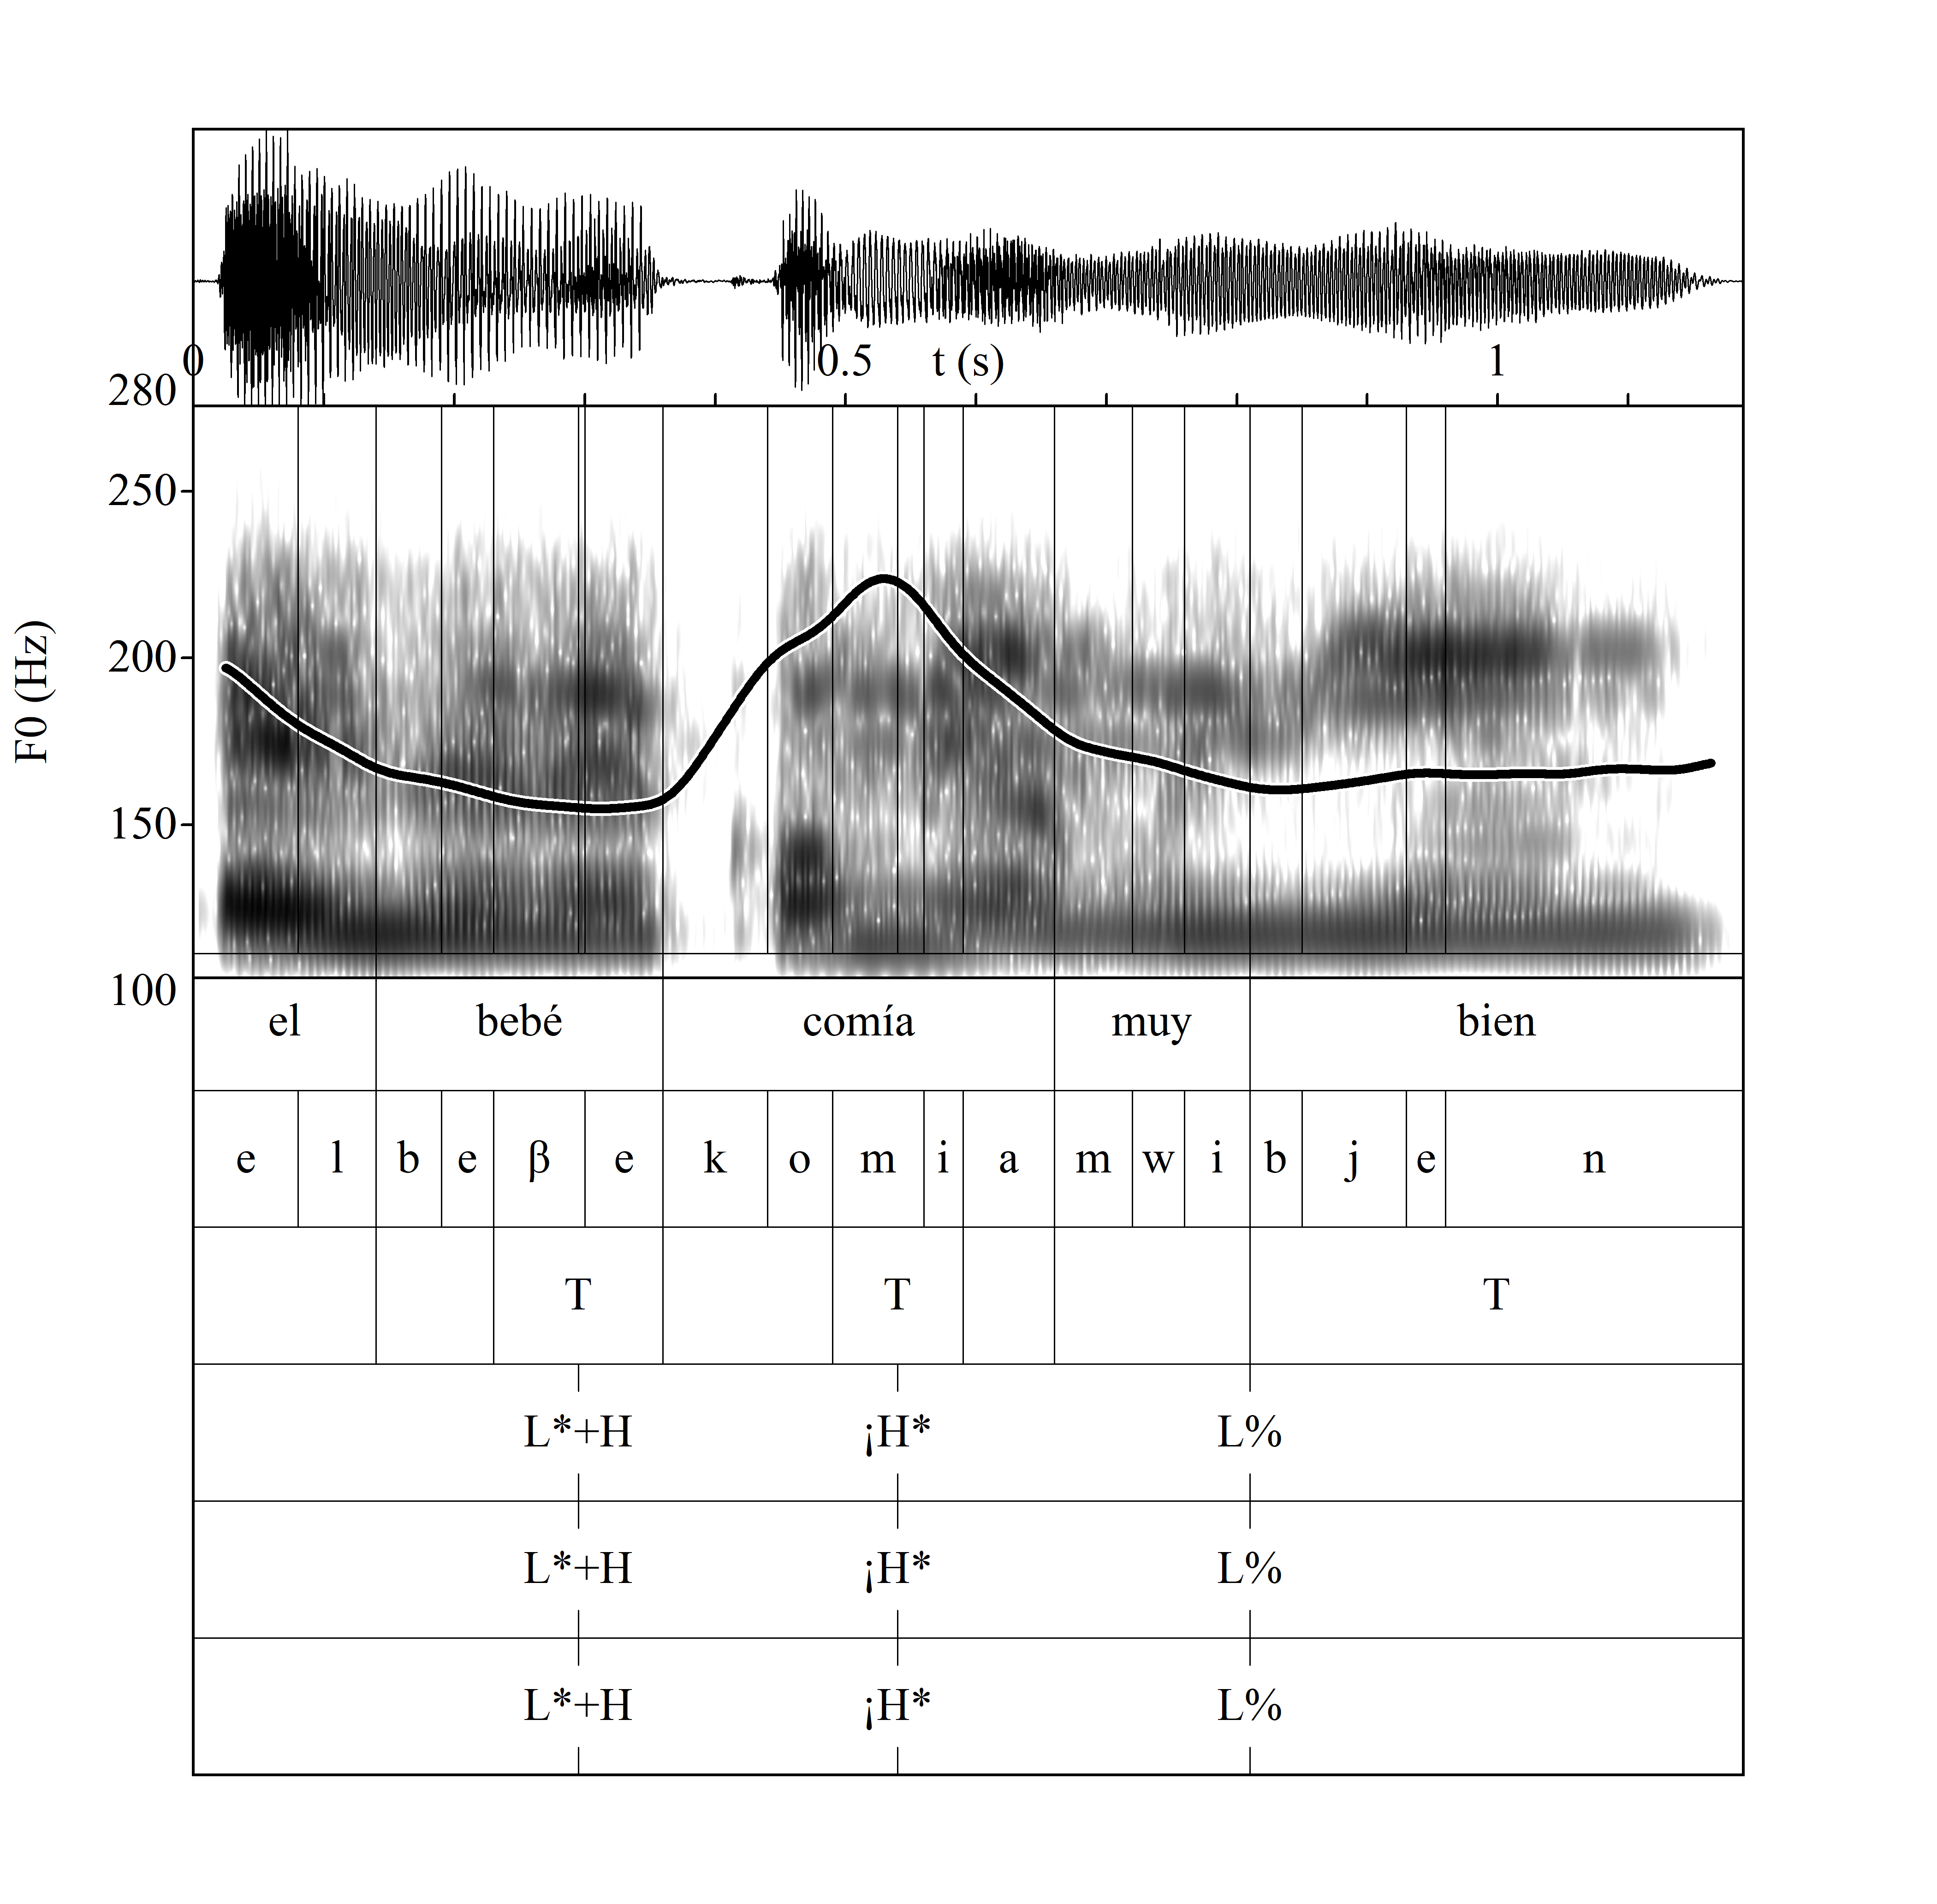 0 0.5 t (s) 1
280
250
200
150
100
F0 (Hz)
el bebé comía muy bien
e l b e β e k o m i a m w i b j e n
T T T
L*+H ¡H* L%
L*+H ¡H* L%
L*+H ¡H* L%